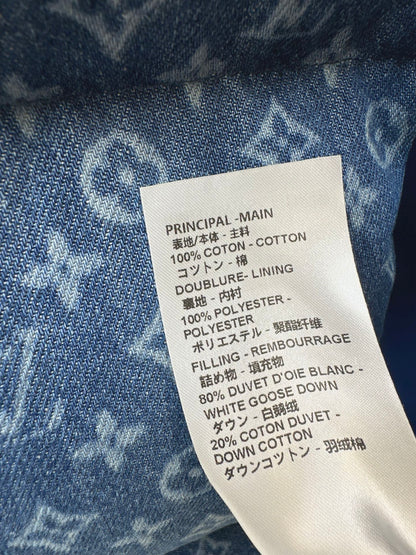 PRINCIPAL -MAIN
表地/本体 - 主料
100% COTON - COTTON
コツトン - 棉
DOUBLURE- LINING
裏地 - 内衬
100% POLYESTER -
POLYESTER
ポリエステル - 聚酯纤维
FILLING - REMBOURRAGE
詰め物 - 填充物
80% DUVET D'OIE BLANC -
WHITE GOOSE DOWN
ダウン - 白鹅绒
20% COTON DUVET -
DOWN COTTON
ダウンコツトン - 羽绒棉